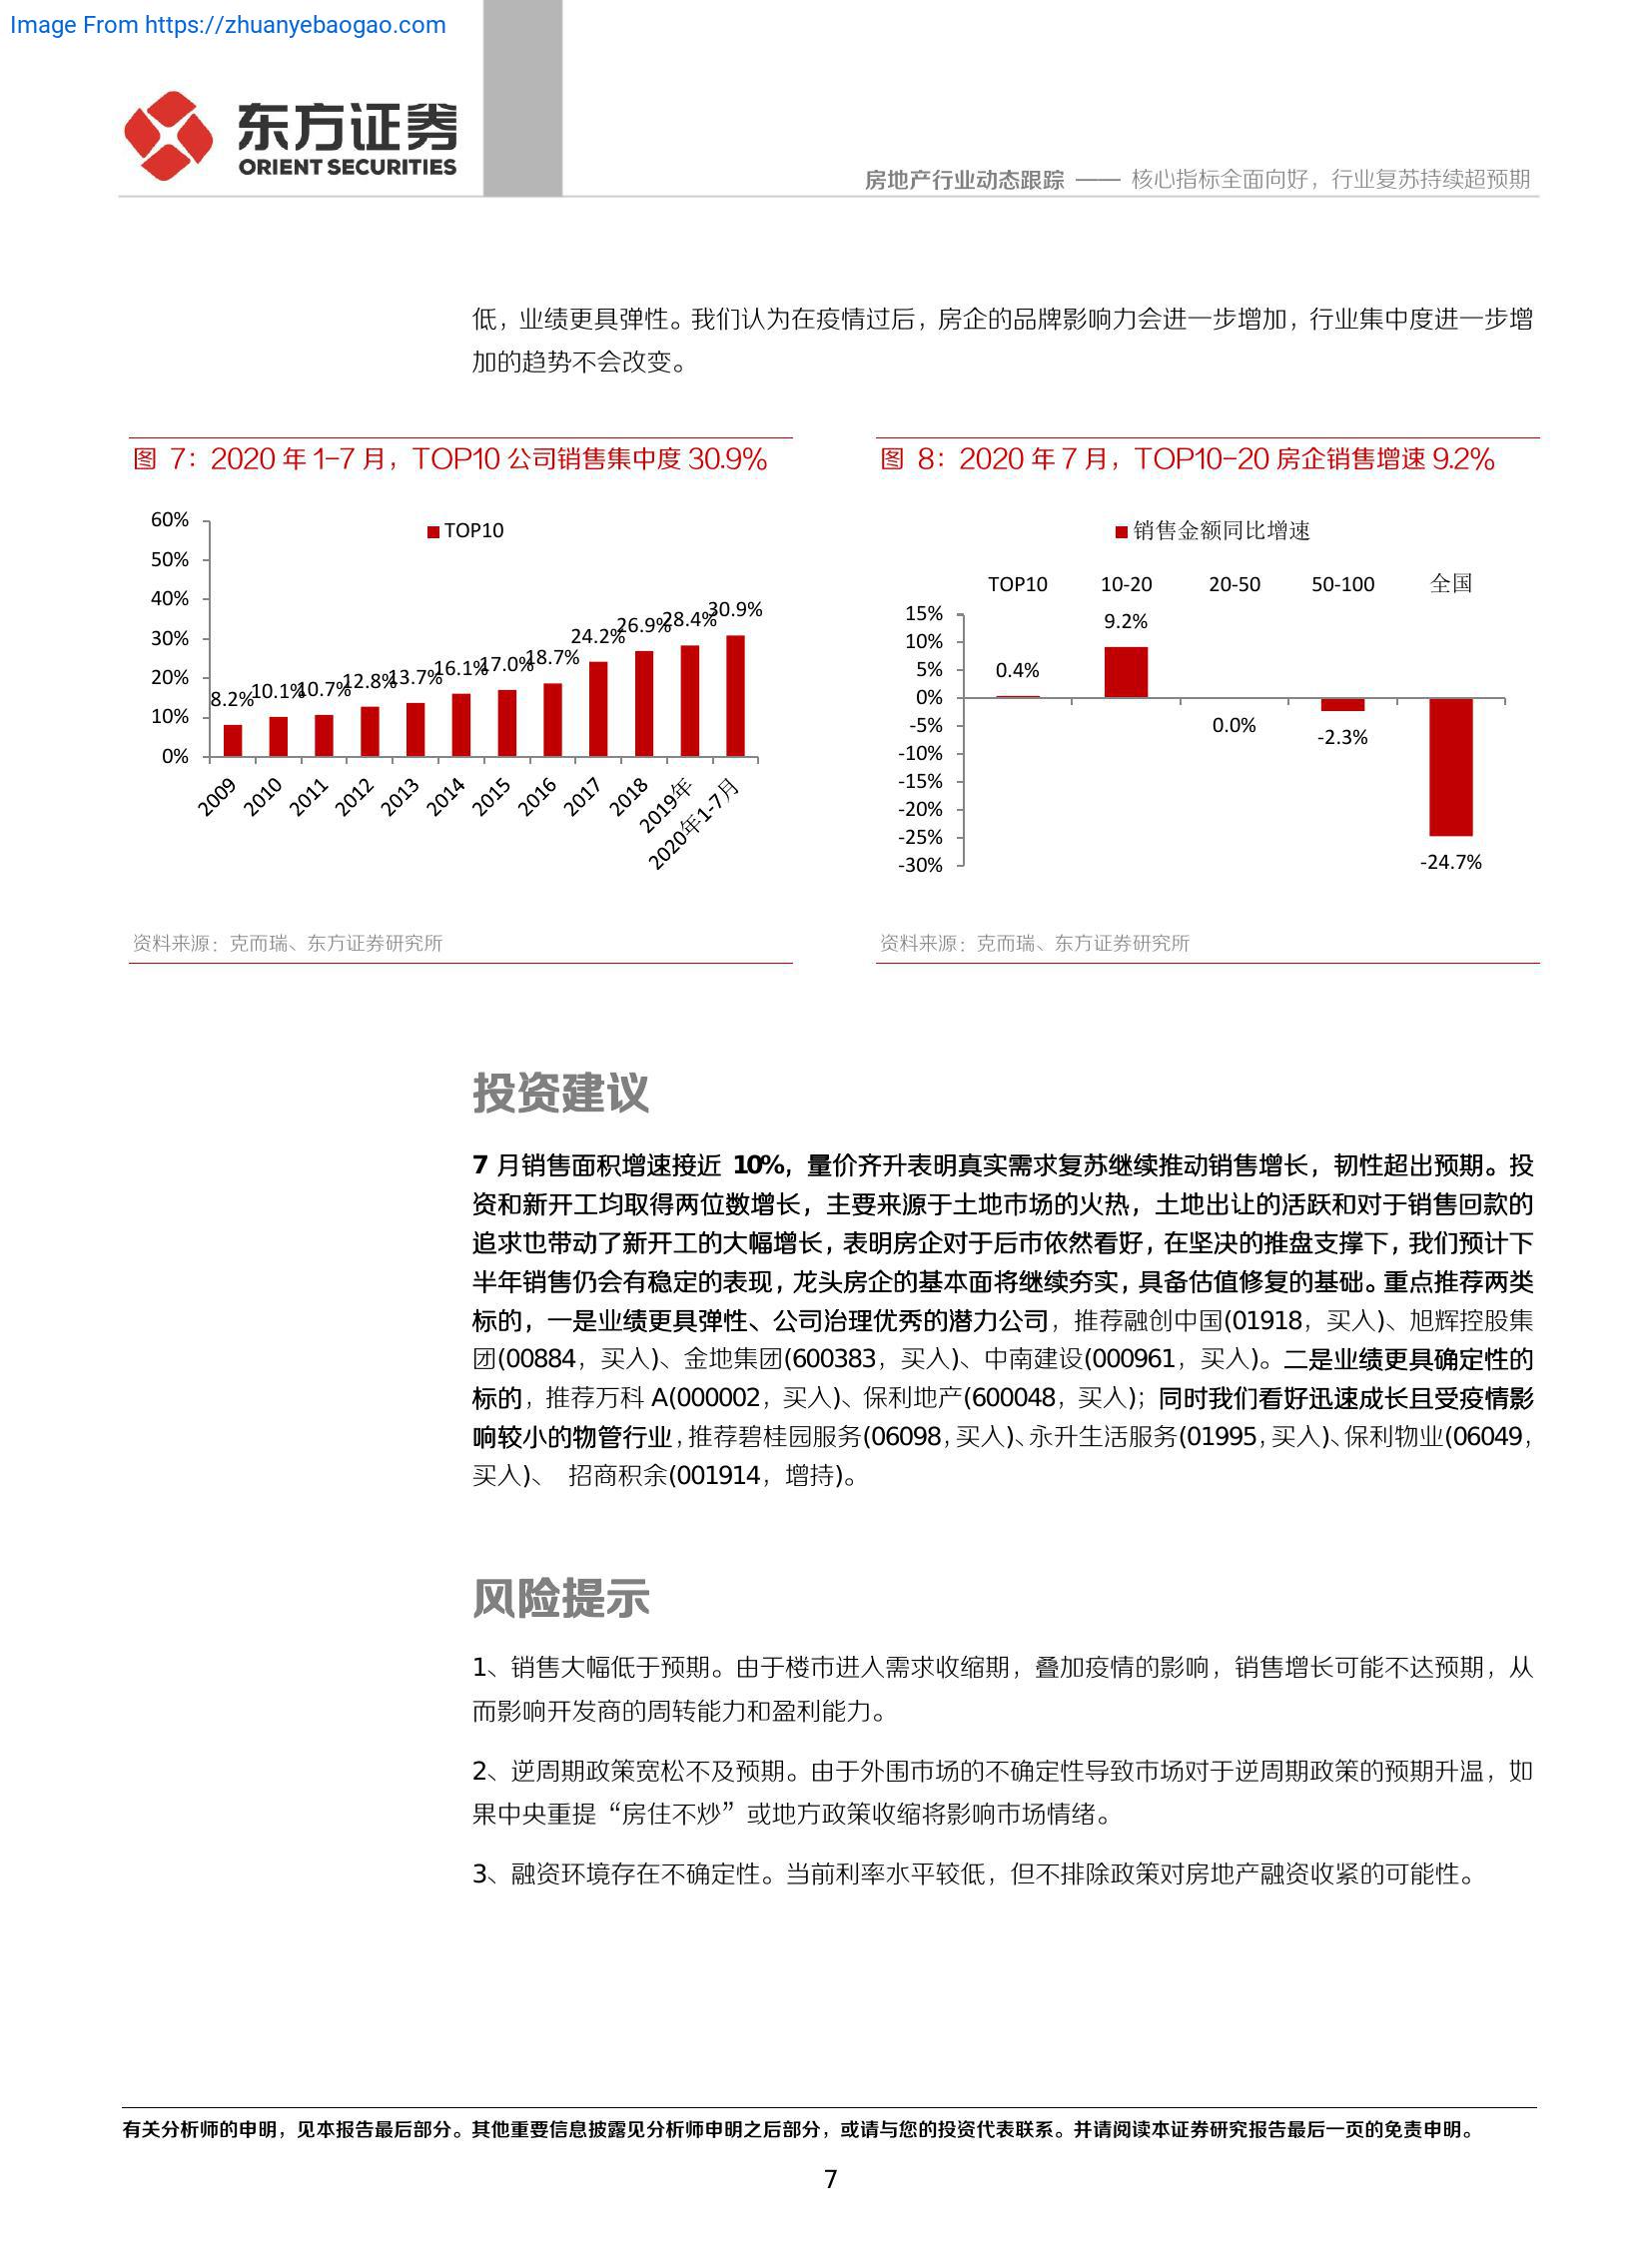 Image From https://zhuanyebaogao.com
东方证券
ORIENT SECURITIES
房地产行业动态跟踪 —— 核心指标全面向好，行业复苏持续超预期
低，业绩更具弹性。我们认为在疫情过后，房企的品牌影响力会进一步增加，行业集中度进一步增
加的趋势不会改变。
图 7：2020 年 1-7 月，TOP10 公司销售集中度 30.9%
TOP10
60%
50%
40%
30%
20%
10%
0%
8.2%
10.1%
10.7%
12.8%
13.7%
16.1%
17.0%
18.7%
24.2%
26.9%
28.4%
30.9%
2009
2010
2011
2012
2013
2014
2015
2016
2017
2018
2019年
2020年1-7月
资料来源：克而瑞、东方证券研究所
图 8：2020 年 7 月，TOP10-20 房企销售增速 9.2%
销售金额同比增速
TOP10 10-20 20-50 50-100 全国
15%
10%
5%
0%
-5%
-10%
-15%
-20%
-25%
-30%
0.4%
9.2%
0.0%
-2.3%
-24.7%
资料来源：克而瑞、东方证券研究所
投资建议
7 月销售面积增速接近 10%，量价齐升表明真实需求复苏继续推动销售增长，韧性超出预期。投
资和新开工均取得两位数增长，主要来源于土地市场的火热，土地出让的活跃和对于销售回款的
追求也带动了新开工的大幅增长，表明房企对于后市依然看好，在坚决的推盘支撑下，我们预计下
半年销售仍会有稳定的表现，龙头房企的基本面将继续夯实，具备估值修复的基础。重点推荐两类
标的，一是业绩更具弹性、公司治理优秀的潜力公司，推荐融创中国(01918，买入)、旭辉控股集
团(00884，买入)、金地集团(600383，买入)、中南建设(000961，买入)。二是业绩更具确定性的
标的，推荐万科 A(000002，买入)、保利地产(600048，买入)；同时我们看好迅速成长且受疫情影
响较小的物管行业，推荐碧桂园服务(06098，买入)、永升生活服务(01995，买入)、保利物业(06049，
买入)、 招商积余(001914，增持)。
风险提示
1、销售大幅低于预期。由于楼市进入需求收缩期，叠加疫情的影响，销售增长可能不达预期，从
而影响开发商的周转能力和盈利能力。
2、逆周期政策宽松不及预期。由于外围市场的不确定性导致市场对于逆周期政策的预期升温，如
果中央重提“房住不炒”或地方政策收缩将影响市场情绪。
3、融资环境存在不确定性。当前利率水平较低，但不排除政策对房地产融资收紧的可能性。
有关分析师的申明，见本报告最后部分。其他重要信息披露见分析师申明之后部分，或请与您的投资代表联系。并请阅读本证券研究报告最后一页的免责申明。
7